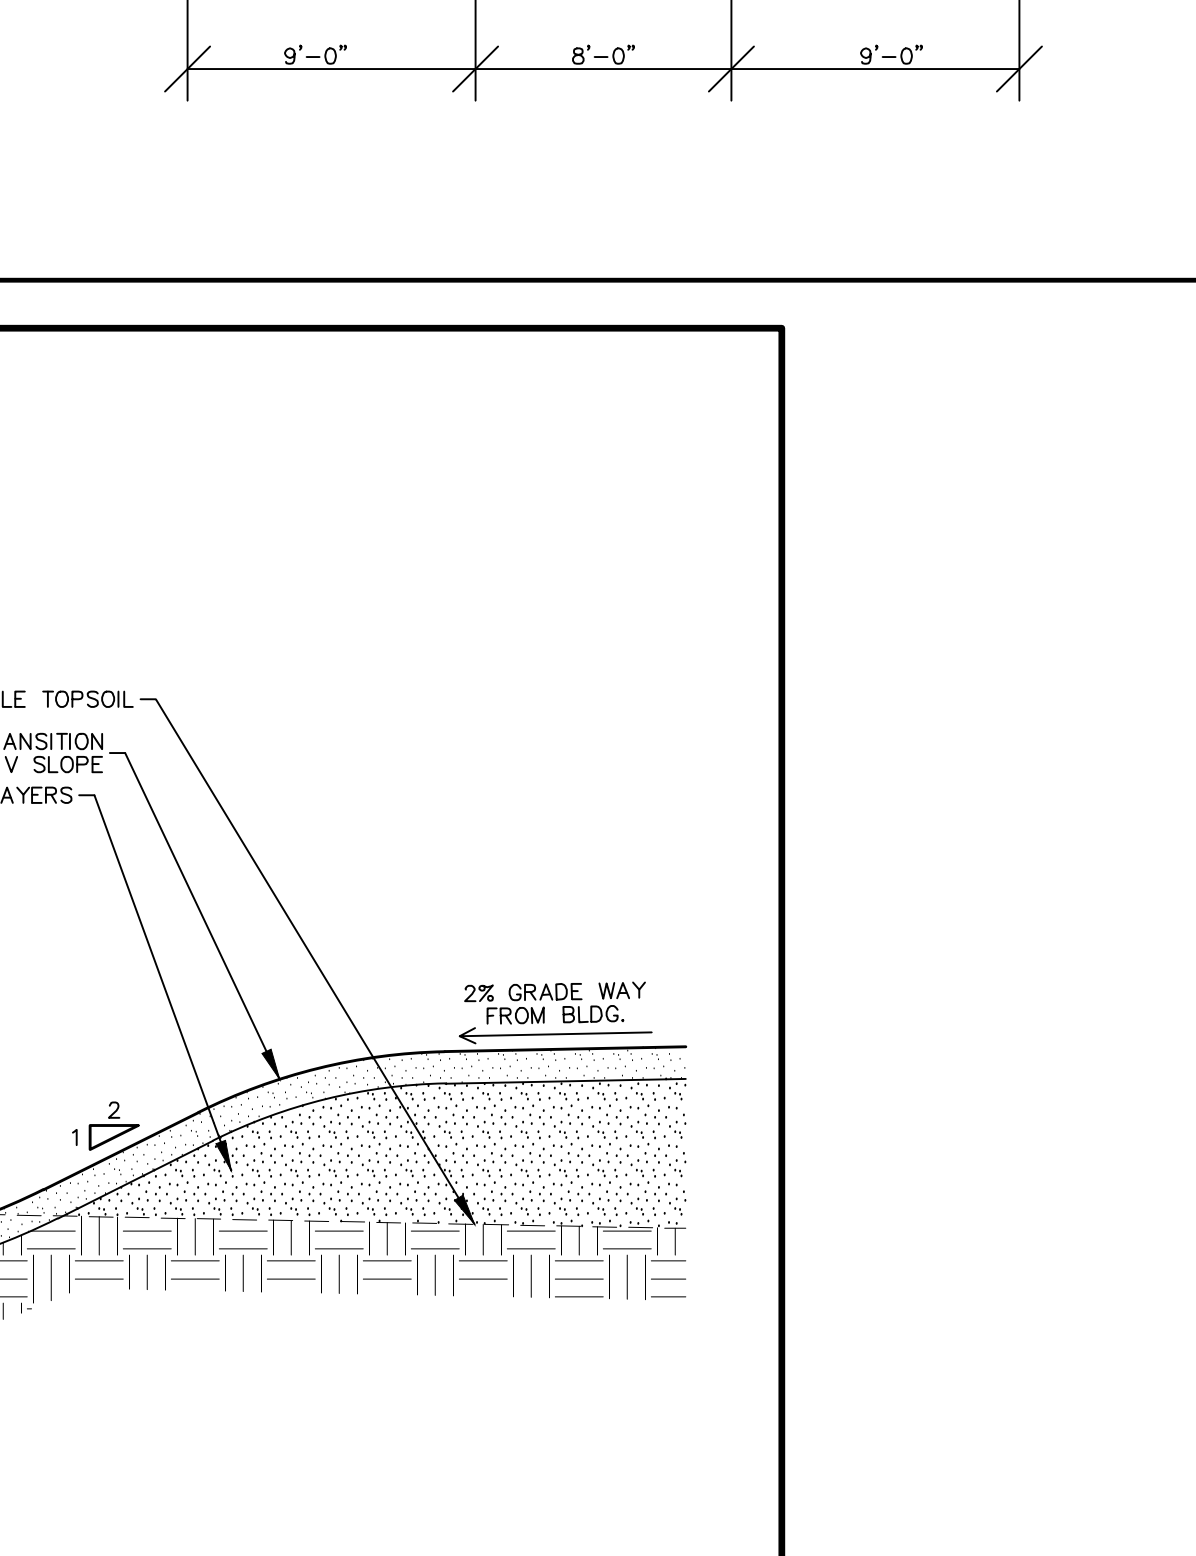 9'-0" 8'-0" 9'-0"
LE TOPSOIL
ANSITION
V SLOPE
AYERS
2% GRADE WAY
FROM BLDG.
2
1